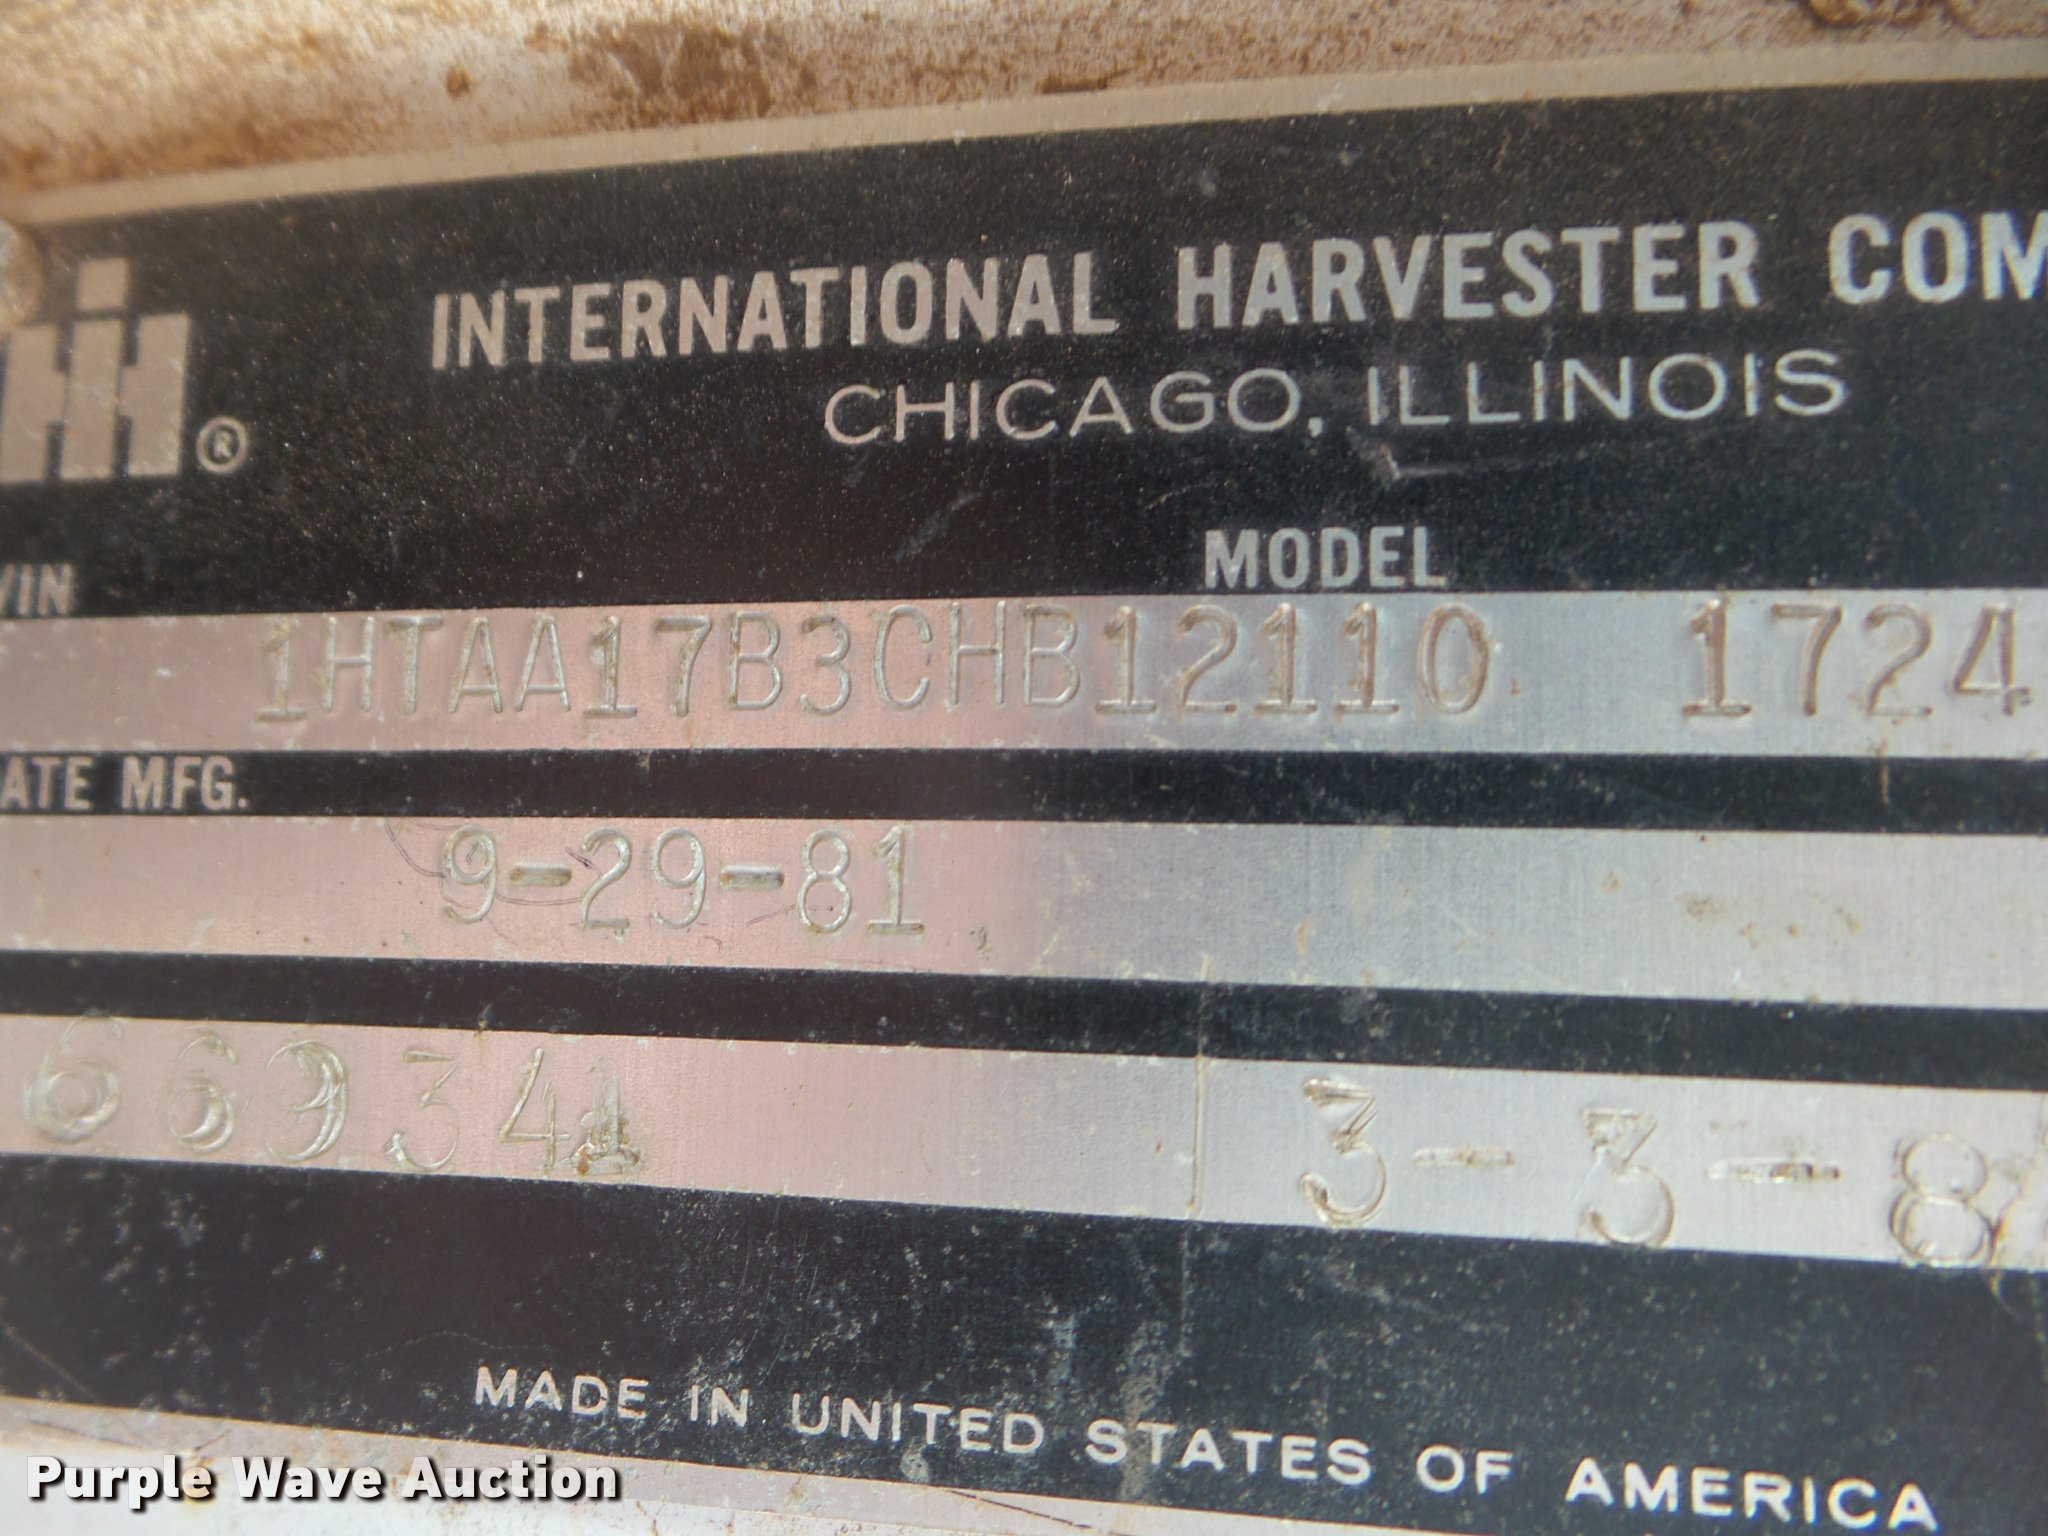 INTERNATIONAL HARVESTER COM
CHICAGO, ILLINOIS
IH ®
VIN MODEL
1HTAA17B3CHB12110 1724
ATE MFG.
9-29-81
3-3-8
MADE IN UNITED STATES OF AMERICA
Purple Wave Auction